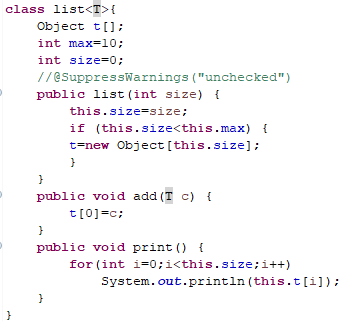 class list<T>{
Object t[];
int max=10;
int size=0;
//@SuppressWarnings("unchecked")
public list(int size) {
this.size=size;
if (this.size<this.max) {
t=new Object[this.size];
}
}
public void add(T c) {
t[0]=c;
}
public void print() {
for(int i=0;i<this.size;i++)
System.out.println(this.t[i]);
}
}